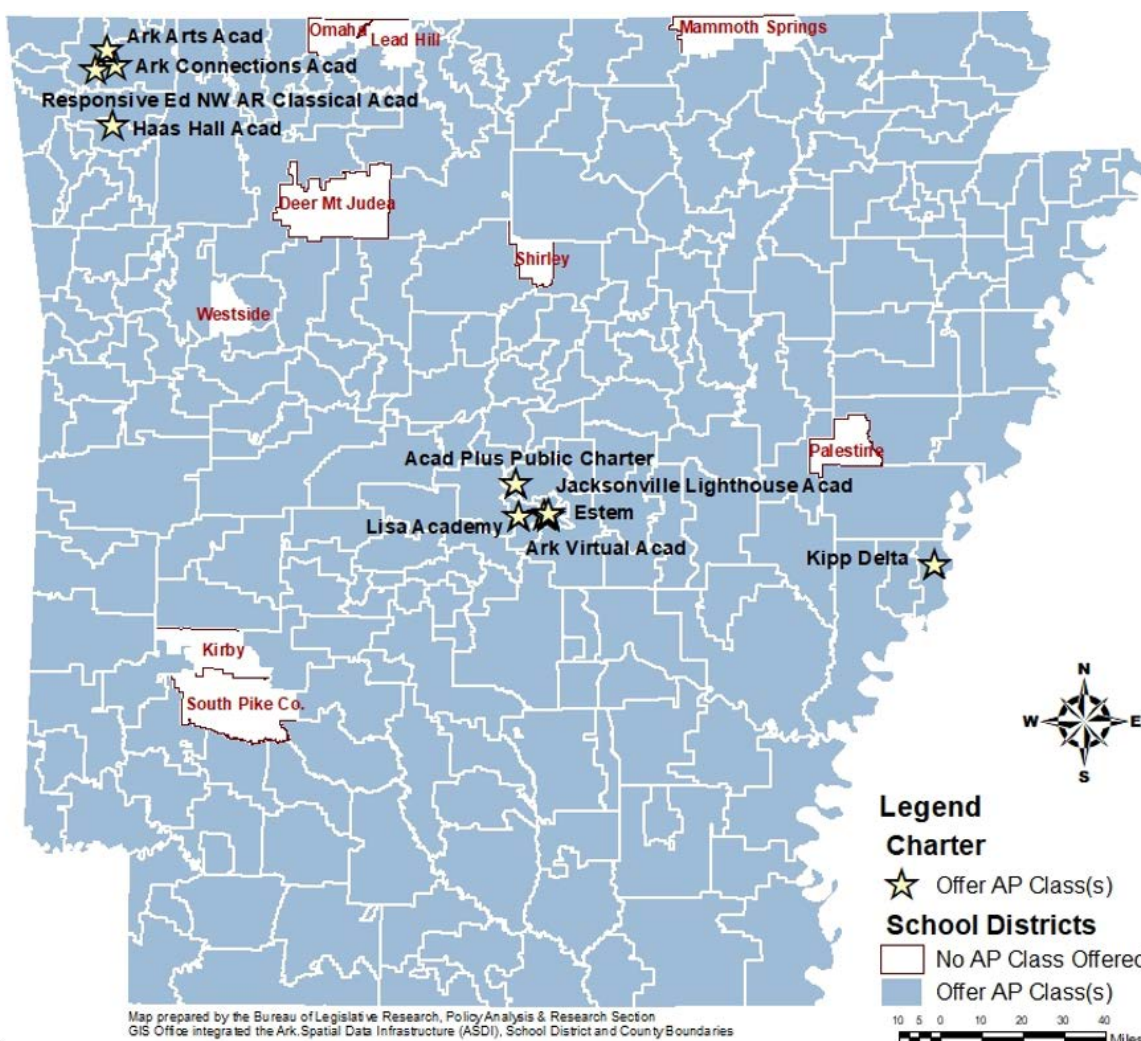 Omaha
Lead Hill
Mammoth Springs
Ark Arts Acad
Ark Connections Acad
Responsive Ed NW AR Classical Acad
Haas Hall Acad
Deer Mt Judea
Shirley
Westside
Palestine
Acad Plus Public Charter
Jacksonville Lighthouse Acad
Lisa Academy
Estem
Ark Virtual Acad
Kipp Delta
Kirby
South Pike Co.
N
W E
S
Legend
Charter
Offer AP Class(s)
School Districts
No AP Class Offered
Offer AP Class(s)
10 5 0 10 20 30 40
Miles
Map prepared by the Bureau of Legislative Research, Policy Analysis & Research Section
GIS Office integrated the Ark.Spatial Data Infrastructure (ASDI), School District and County Boundaries